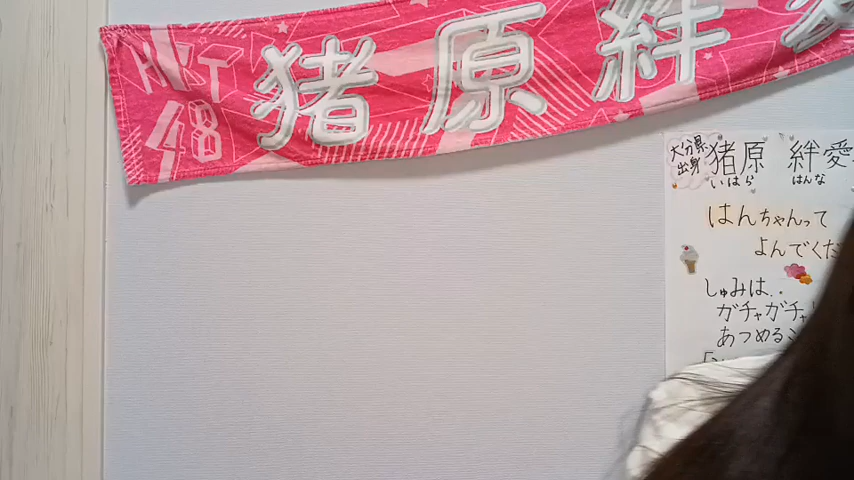 HKT
48
猪原絆愛
大分県
出身
猪原 絆愛
いはら はんな
はんちゃんって
よんでくだ
しゅみは..
ガチャガチャ
あつめる